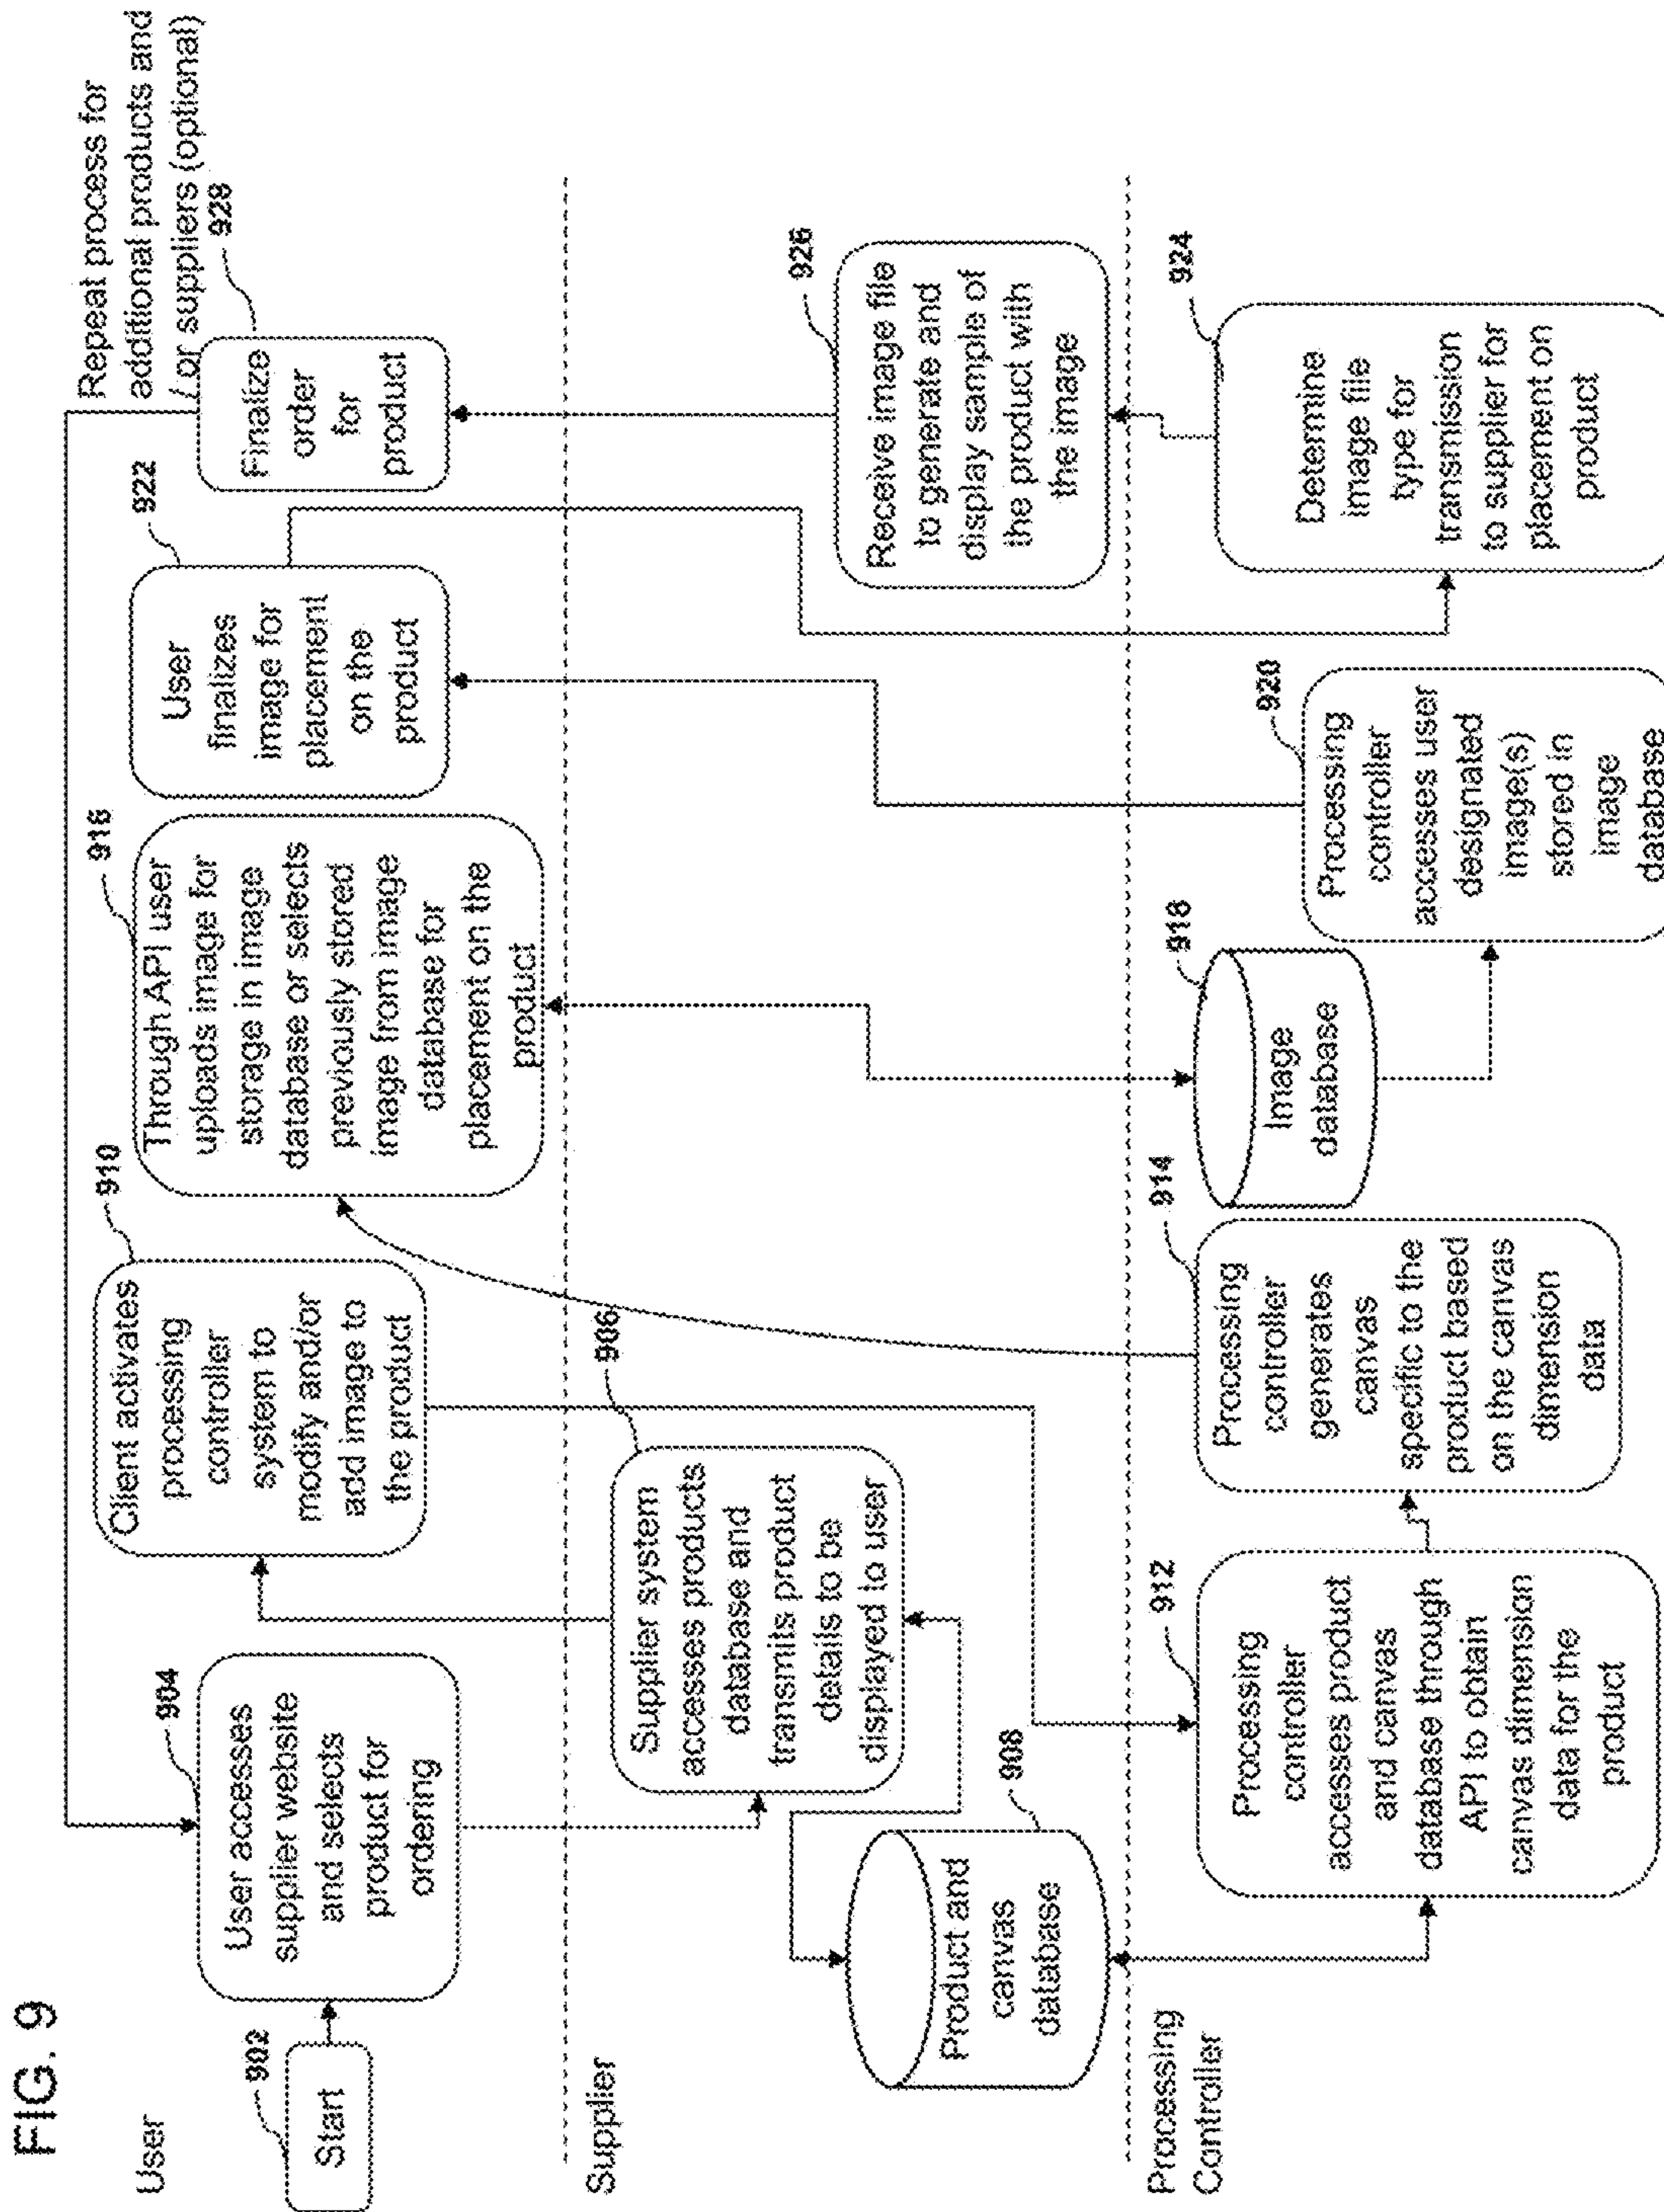 FIG. 9
User
902
Start
904
User accesses
supplier website
and selects
product for
ordering
910
Client activates
processing
controller
system to
modify and/or
add image to
the product
916
Through API user
uploads image for
storage in image
database or selects
previously stored
image from image
database for
placement on the
product
922
User
finalizes
image for
placement
on the
product
Repeat process for
additional products and
/ or suppliers (optional)
928
Finalize
order
for
product
Supplier
906
Supplier system
accesses products
database and
transmits product
details to be
displayed to user
908
Product and
canvas
database
926
Receive image file
to generate and
display sample of
the product with
the image
Processing
Controller
912
Processing
controller
accesses product
and canvas
database through
API to obtain
canvas dimension
data for the
product
914
Processing
controller
generates
canvas
specific to the
product based
on the canvas
dimension
data
918
Image
database
920
Processing
controller
accesses user
designated
image(s)
stored in
image
database
924
Determine
image file
type for
transmission
to supplier for
placement on
product